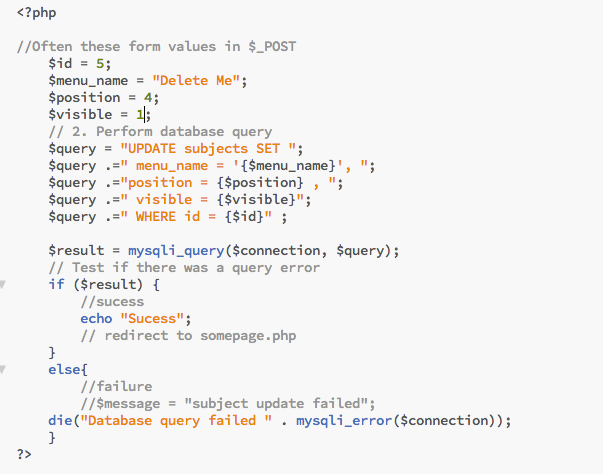 <?php
//Often these form values in $_POST
$id = 5;
$menu_name = "Delete Me";
$position = 4;
$visible = 1;
// 2. Perform database query
$query = "UPDATE subjects SET ";
$query .=" menu_name = '{$menu_name}', ";
$query .="position = {$position} , ";
$query .=" visible = {$visible}";
$query .=" WHERE id = {$id}" ;
$result = mysqli_query($connection, $query);
// Test if there was a query error
if ($result) {
//sucess
echo "Sucess";
// redirect to somepage.php
}
else{
//failure
//$message = "subject update failed";
die("Database query failed " . mysqli_error($connection));
}
?>